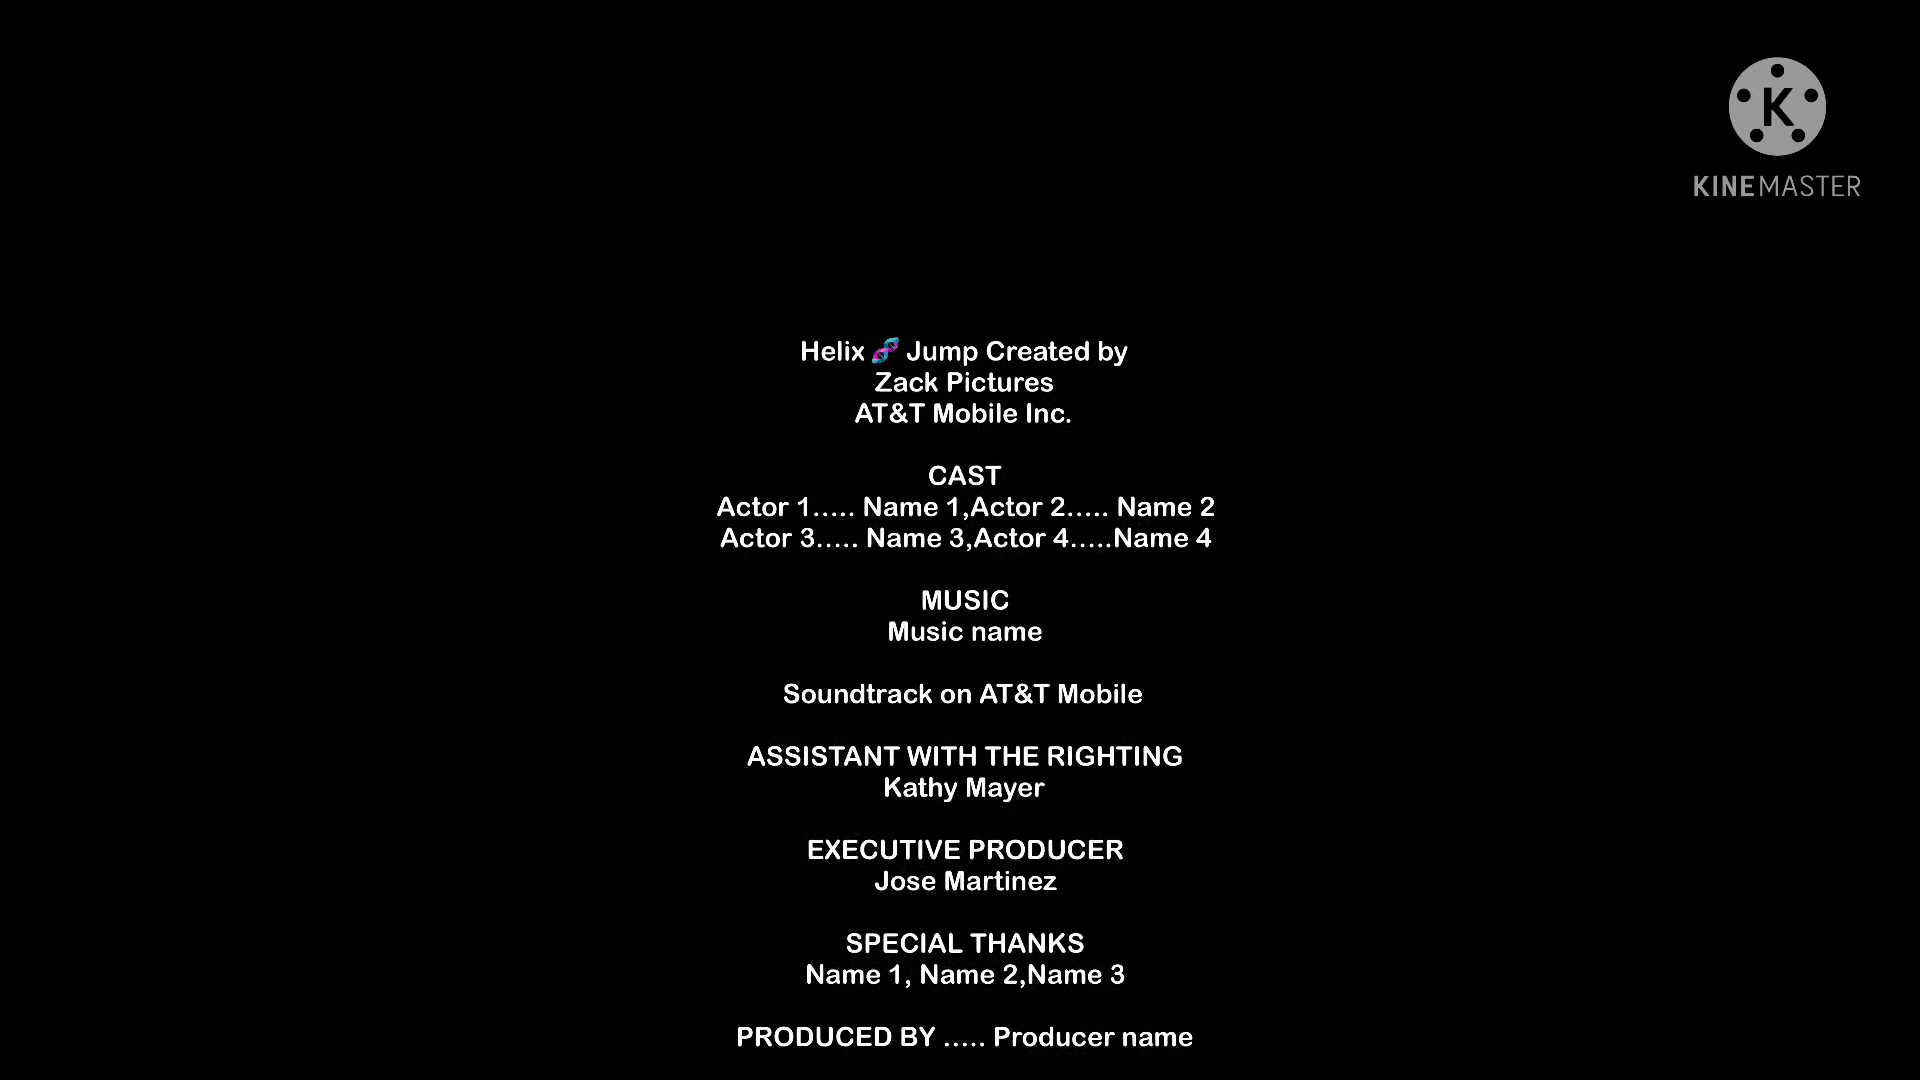 K
KINEMASTER
Helix 🧬 Jump Created by
Zack Pictures
AT&T Mobile Inc.
CAST
Actor 1..... Name 1,Actor 2..... Name 2
Actor 3..... Name 3,Actor 4.....Name 4
MUSIC
Music name
Soundtrack on AT&T Mobile
ASSISTANT WITH THE RIGHTING
Kathy Mayer
EXECUTIVE PRODUCER
Jose Martinez
SPECIAL THANKS
Name 1, Name 2,Name 3
PRODUCED BY ..... Producer name